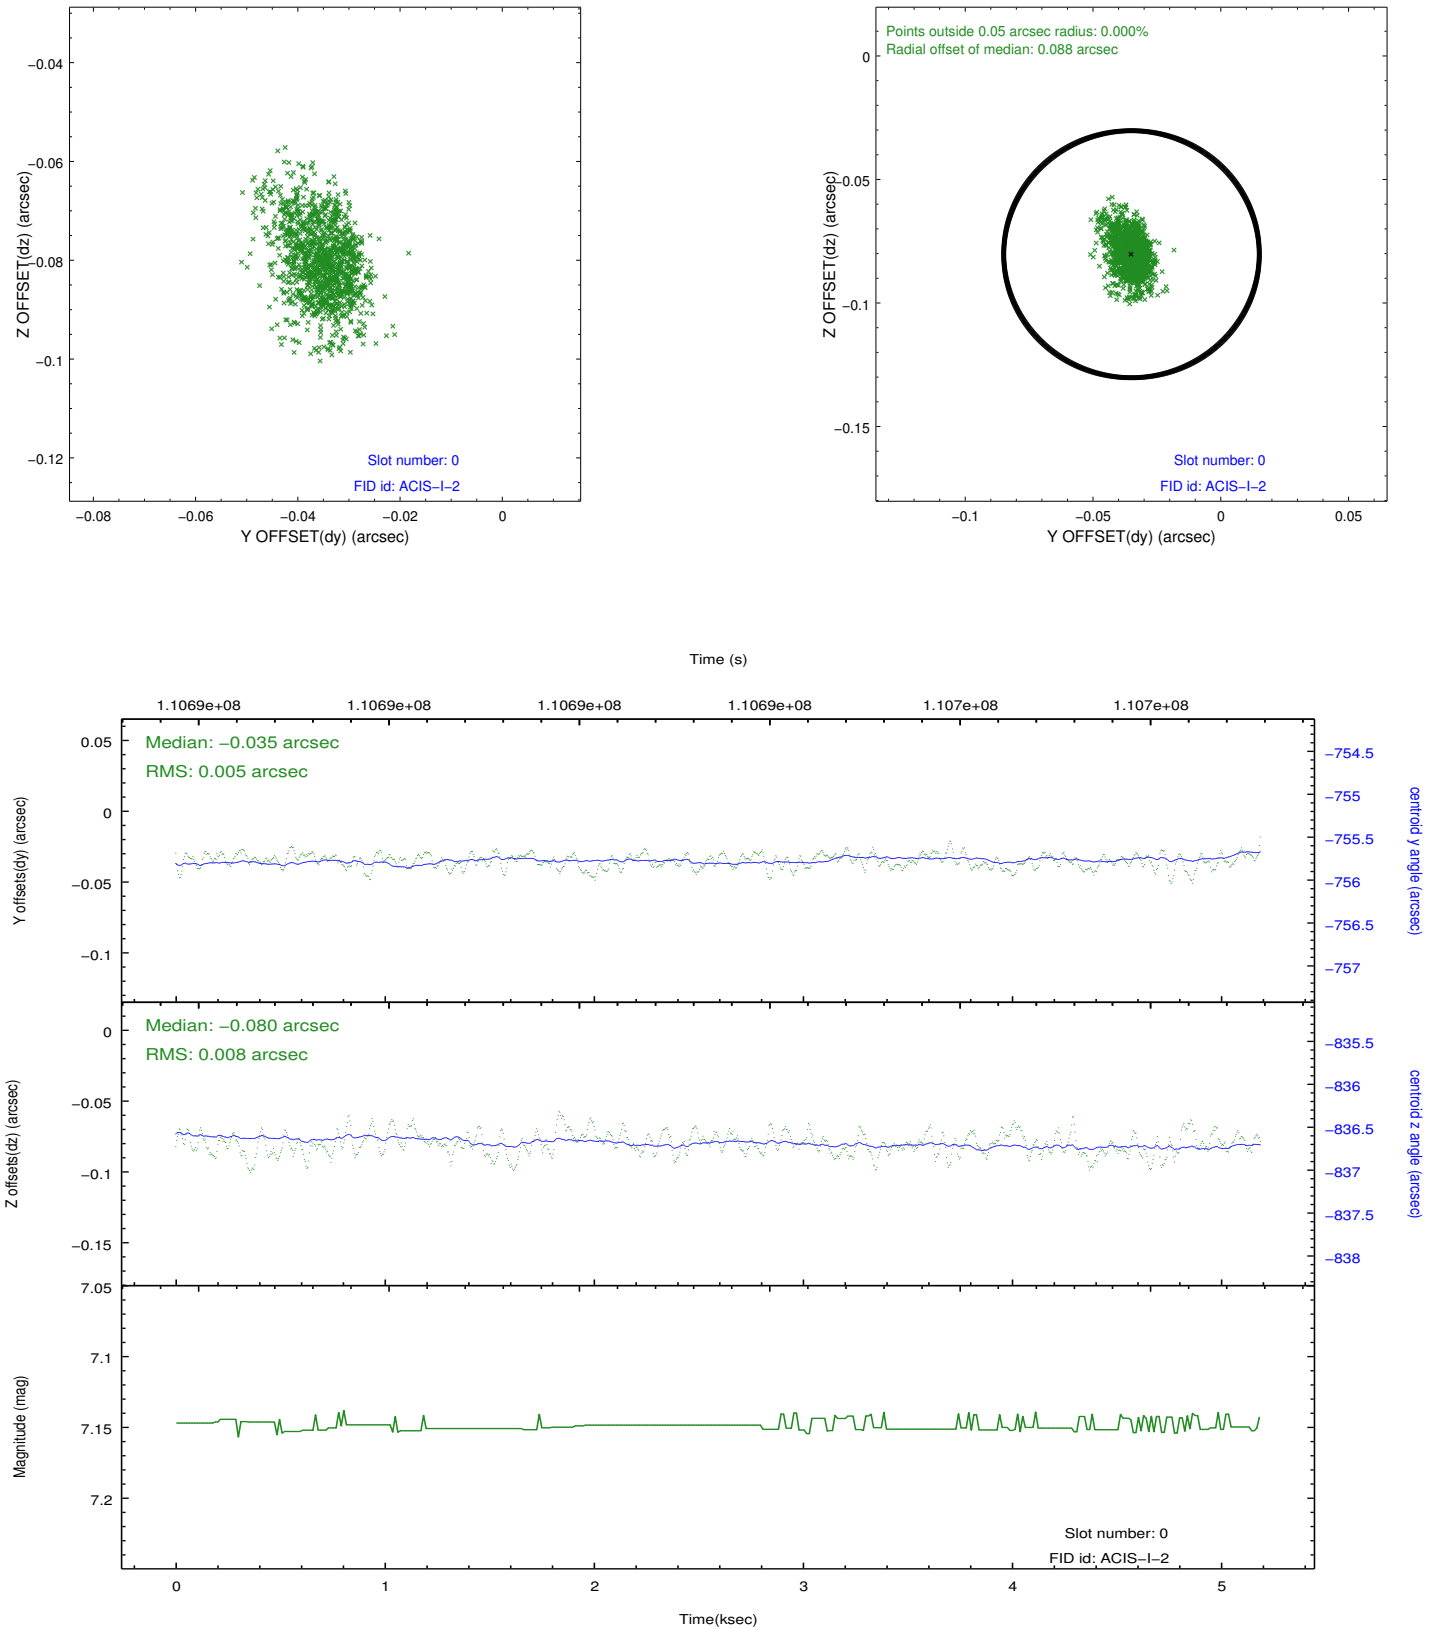 −0.04
−0.06
−0.08
−0.1
−0.12
Z OFFSET(dz) (arcsec)
Slot number: 0
FID id: ACIS−I−2
−0.08 −0.06 −0.04 −0.02 0
Y OFFSET(dy) (arcsec)
Points outside 0.05 arcsec radius: 0.000%
Radial offset of median: 0.088 arcsec
0
−0.05
−0.1
−0.15
Z OFFSET(dz) (arcsec)
Slot number: 0
FID id: ACIS−I−2
−0.1 −0.05 0 0.05
Y OFFSET(dy) (arcsec)
Time (s)
1.1069e+08 1.1069e+08 1.1069e+08 1.1069e+08 1.107e+08 1.107e+08
Median: −0.035 arcsec
RMS: 0.005 arcsec
0.05
0
−0.05
−0.1
Y offsets(dy) (arcsec)
−754.5
−755
−755.5
−756
−756.5
−757
centroid y angle (arcsec)
Median: −0.080 arcsec
RMS: 0.008 arcsec
0
−0.05
−0.1
−0.15
Z offsets(dz) (arcsec)
−835.5
−836
−836.5
−837
−837.5
−838
centroid z angle (arcsec)
7.05
7.1
7.15
7.2
Magnitude (mag)
Slot number: 0
FID id: ACIS−I−2
0 1 2 3 4 5
Time(ksec)